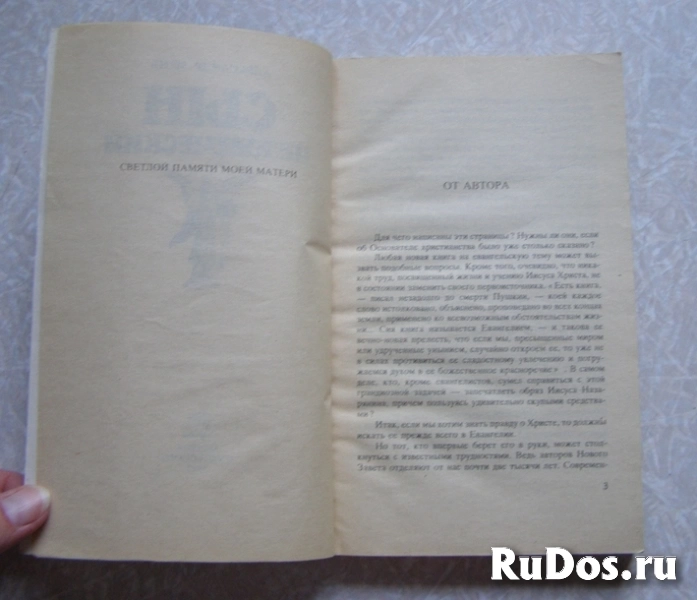 СВЕТЛОЙ ПАМЯТИ МОЕЙ МАТЕРИ
ОТ АВТОРА
Для чего написаны эти страницы? Нужны ли они, если
об Основателе христианства было уже столько сказано?
Любая новая книга на евангельскую тему может вы-
звать подобные вопросы. Кроме того, очевидно, что ника-
кой труд, посвященный жизни и учению Иисуса Христа, не
в состоянии заменить своего первоисточника. «Есть книга,
— писал незадолго до смерти Пушкин, — коей каждое
слово истолковано, объяснено, проповедано во всех концах
земли, применено ко всевозможным обстоятельствам жиз-
ни... Сия книга называется Евангелием, — и такова ее
вечно-новая прелесть, что если мы, пресыщенные миром
или удрученные унынием, случайно откроем ее, то уже не
в силах противиться ее сладостному увлечению и погру-
жаемся духом в ее божественное красноречие» . В самом
деле, кто, кроме евангелистов, сумел справиться с этой
грандиозной задачей — запечатлеть образ Иисуса Наза-
рянина, причем пользуясь удивительно скупыми средства-
ми?
Итак, если мы хотим знать правду о Христе, то должны
искать ее прежде всего в Евангелии.
Но тот, кто впервые берет его в руки, может стол-
кнуться с известными трудностями. Ведь авторов Нового
Завета отделяют от нас почти две тысячи лет. Современ-
3
СЫН
RuDos.ru